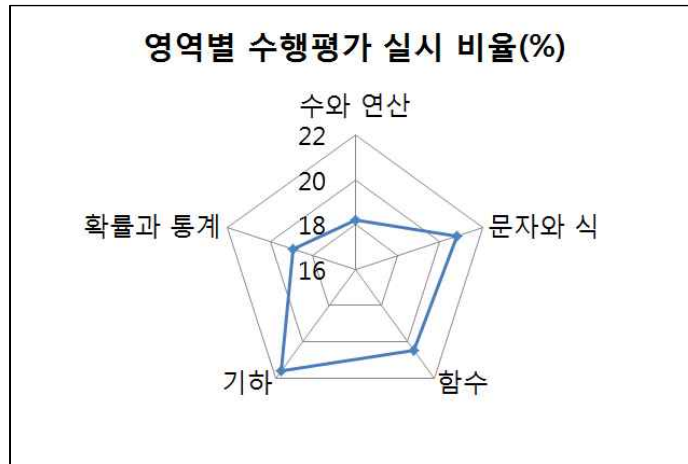 영역별 수행평가 실시 비율(%)
수와 연산
22
20
18
16
확률과 통계
문자와 식
기하
함수